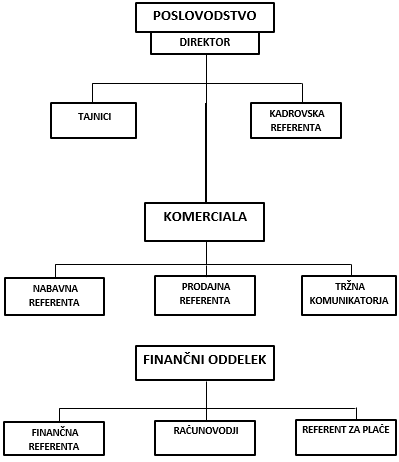 POSLOVODSTVO
DIREKTOR
TAJNICI
KADROVSKA
REFERENTA
KOMERCIALA
NABAVNA
REFERENTA
PRODAJNA
REFERENTA
TRŽNA
KOMUNIKATORJA
FINANČNI ODDELEK
FINANČNA
REFERENTA
RAČUNOVODJI
REFERENT ZA PLAČE